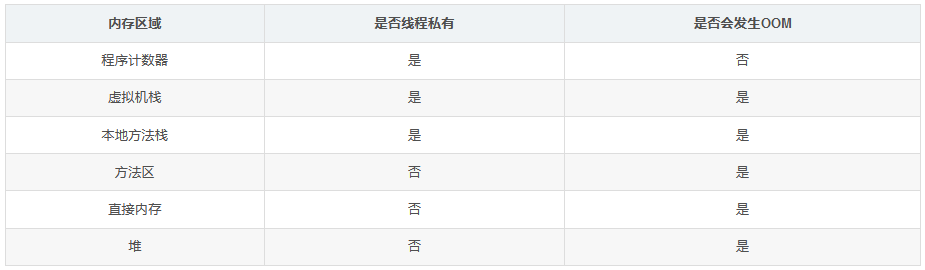 内存区域 是否线程私有 是否会发生OOM
程序计数器 是 否
虚拟机栈 是 是
本地方法栈 是 是
方法区 否 是
直接内存 否 是
堆 否 是